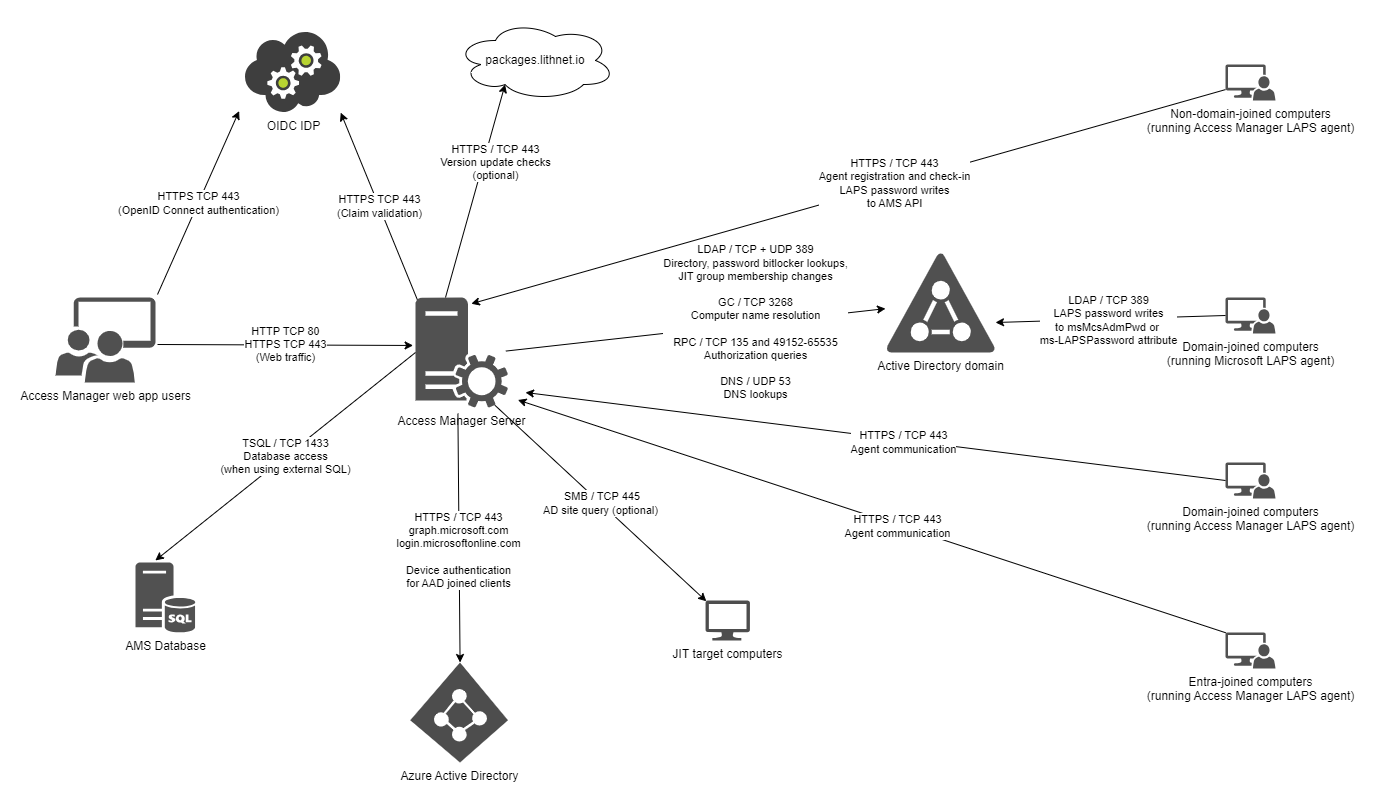 packages.lithnet.io
OIDC IDP
Non-domain-joined computers
(running Access Manager LAPS agent)
HTTPS / TCP 443
Version update checks
(optional)
HTTPS / TCP 443
Agent registration and check-in
LAPS password writes
to AMS API
HTTPS TCP 443
(OpenID Connect authentication)
HTTPS TCP 443
(Claim validation)
LDAP / TCP + UDP 389
Directory, password bitlocker lookups,
JIT group membership changes
GC / TCP 3268
Computer name resolution
RPC / TCP 135 and 49152-65535
Authorization queries
DNS / UDP 53
DNS lookups
Active Directory domain
LDAP / TCP 389
LAPS password writes
to msMcsAdmPwd or
ms-LAPSPassword attribute
Domain-joined computers
(running Microsoft LAPS agent)
HTTP TCP 80
HTTPS TCP 443
(Web traffic)
Access Manager web app users
Access Manager Server
TSQL / TCP 1433
Database access
(when using external SQL)
HTTPS / TCP 443
Agent communication
Domain-joined computers
(running Access Manager LAPS agent)
SMB / TCP 445
AD site query (optional)
HTTPS / TCP 443
graph.microsoft.com
login.microsoftonline.com
Device authentication
for AAD joined clients
HTTPS / TCP 443
Agent communication
SQL
AMS Database
JIT target computers
Entra-joined computers
(running Access Manager LAPS agent)
Azure Active Directory